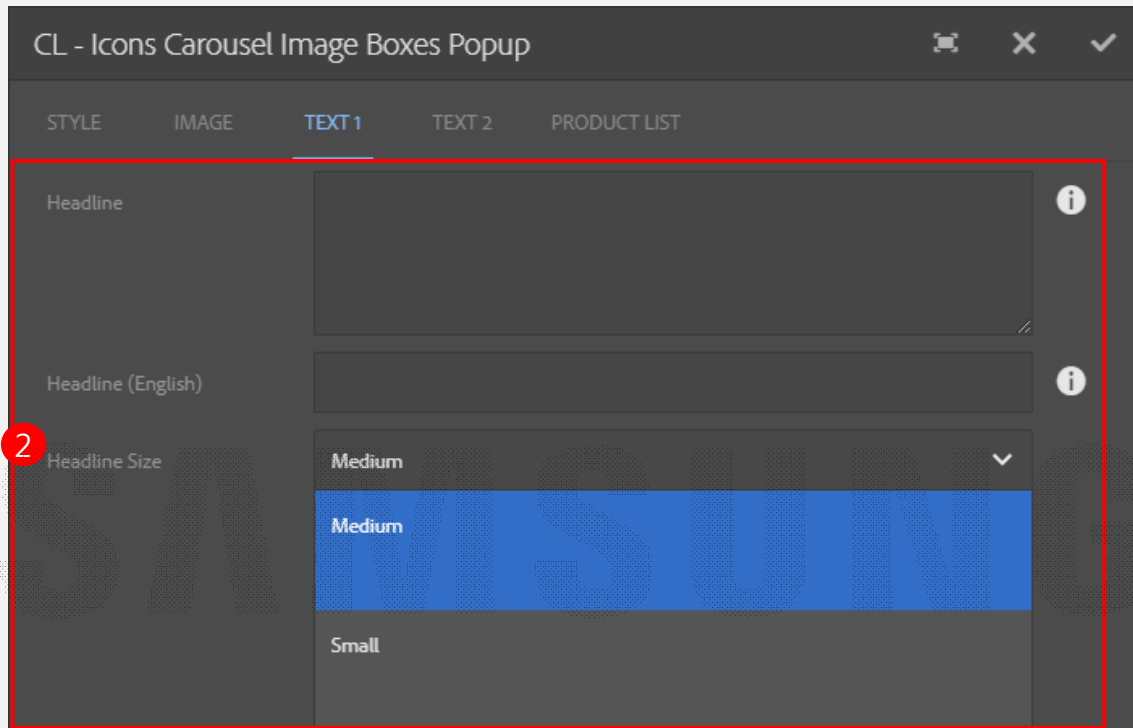 CL - Icons Carousel Image Boxes Popup
STYLE IMAGE TEXT 1 TEXT 2 PRODUCT LIST
Headline
Headline (English)
2
Headline Size Medium
Medium
Small
SAMSUNG